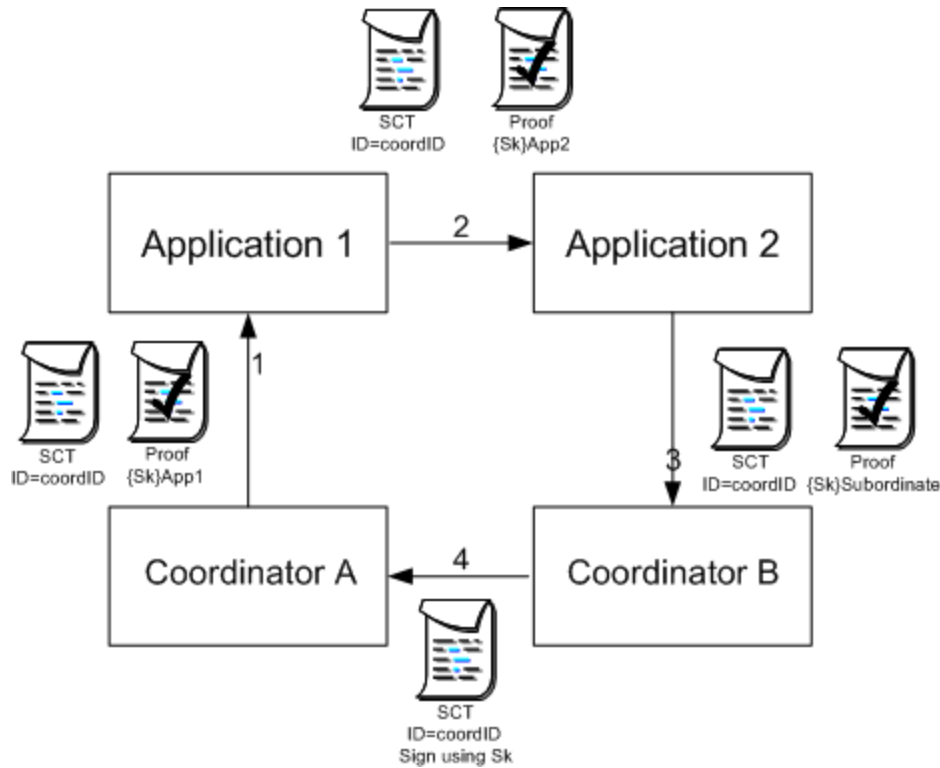 SCT
ID=coordID
Proof
{Sk}App2
Application 1
2
Application 2
1
SCT
ID=coordID
Proof
{Sk}App1
3
SCT
ID=coordID
Proof
{Sk}Subordinate
Coordinator A
4
Coordinator B
SCT
ID=coordID
Sign using Sk